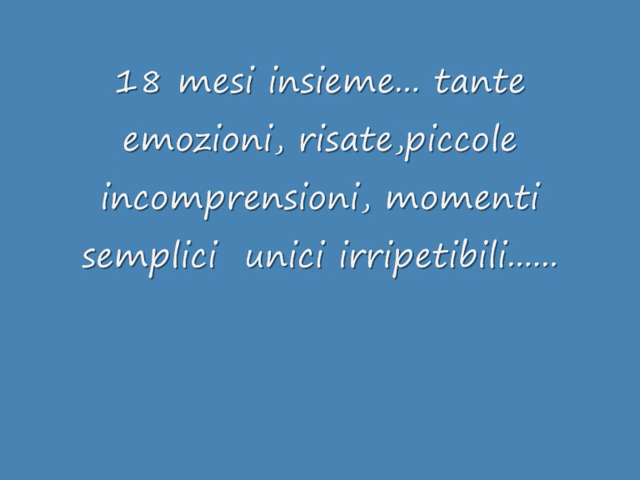 18 mesi insieme... tante
emozioni, risate,piccole
incomprensioni, momenti
semplici  unici irripetibili......